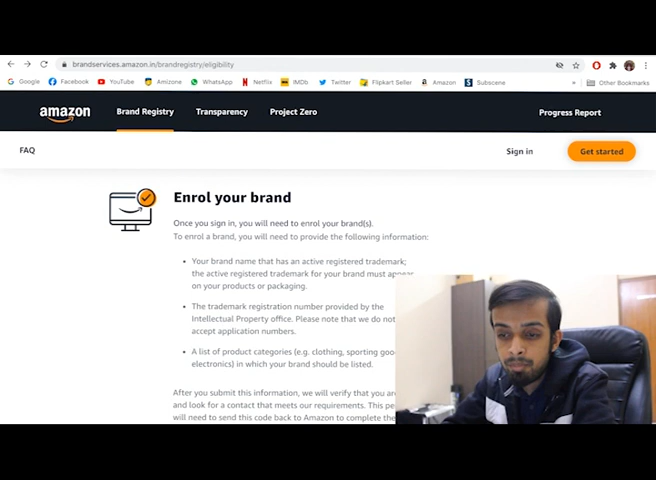 brandservices.amazon.in/brandregistry/eligibility
Google Facebook YouTube Amizone WhatsApp Netflix IMDb Twitter Flipkart Seller Amazon Subscene » Other Bookmarks
amazon Brand Registry Transparency Project Zero Progress Report
FAQ Sign in Get started
Enrol your brand
Once you sign in, you will need to enrol your brand(s).
To enrol a brand, you will need to provide the following information:
• Your brand name that has an active registered trademark;
the active registered trademark for your brand must appear
on your products or packaging.
• The trademark registration number provided by the
Intellectual Property office. Please note that we do not
accept application numbers.
• A list of product categories (e.g. clothing, sporting goo
electronics) in which your brand should be listed.
After you submit this information, we will verify that you are
and look for a contact that meets our requirements. This pe
will need to send this code back to Amazon to complete the